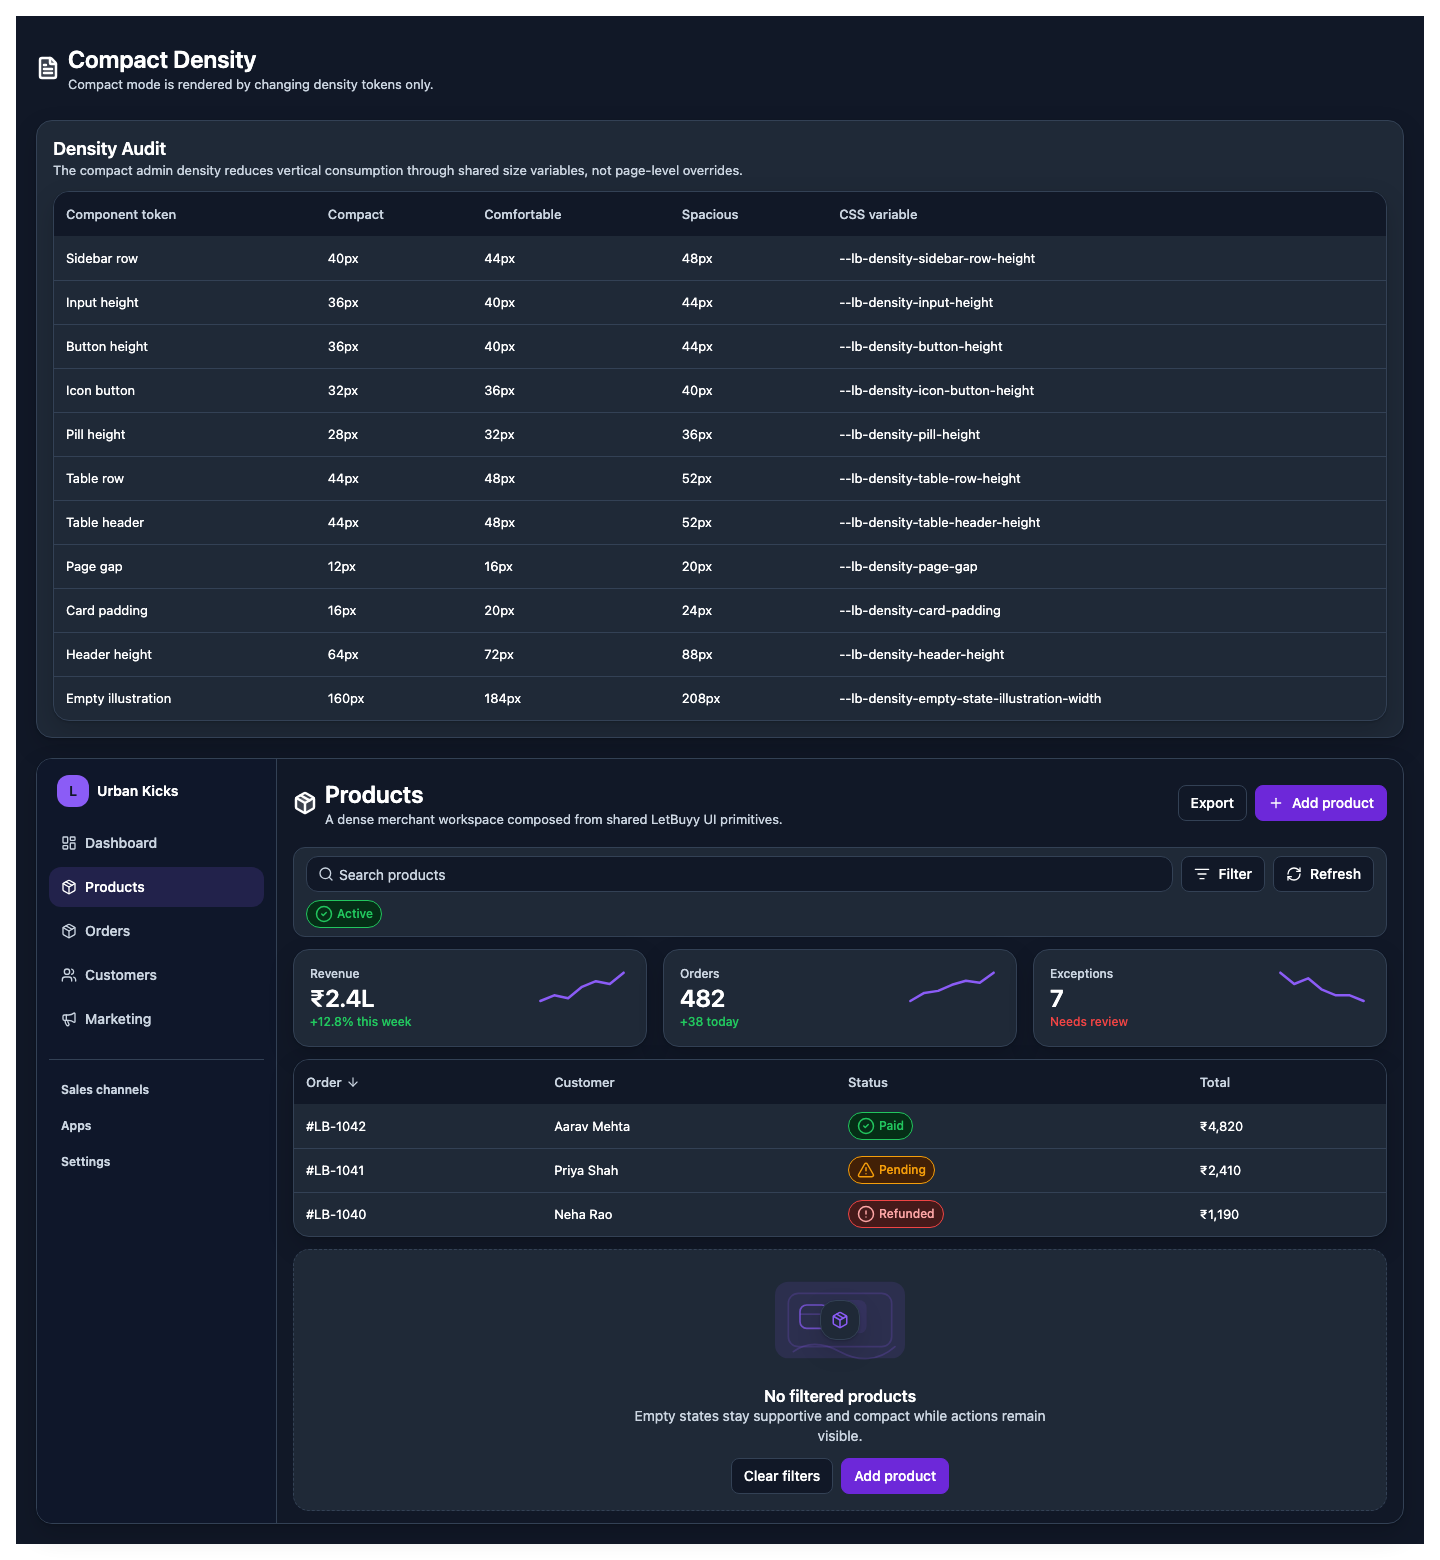 Compact Density
Compact mode is rendered by changing density tokens only.
Density Audit
The compact admin density reduces vertical consumption through shared size variables, not page-level overrides.
Component token Compact Comfortable Spacious CSS variable
Sidebar row 40px 44px 48px --lb-density-sidebar-row-height
Input height 36px 40px 44px --lb-density-input-height
Button height 36px 40px 44px --lb-density-button-height
Icon button 32px 36px 40px --lb-density-icon-button-height
Pill height 28px 32px 36px --lb-density-pill-height
Table row 44px 48px 52px --lb-density-table-row-height
Table header 44px 48px 52px --lb-density-table-header-height
Page gap 12px 16px 20px --lb-density-page-gap
Card padding 16px 20px 24px --lb-density-card-padding
Header height 64px 72px 88px --lb-density-header-height
Empty illustration 160px 184px 208px --lb-density-empty-state-illustration-width
L Urban Kicks
Dashboard
Products
Orders
Customers
Marketing
Sales channels
Apps
Settings
Products
A dense merchant workspace composed from shared LetBuyy UI primitives.
Export Add product
Search products Filter Refresh
Active
Revenue
₹2.4L
+12.8% this week
Orders
482
+38 today
Exceptions
7
Needs review
Order Customer Status Total
#LB-1042 Aarav Mehta Paid ₹4,820
#LB-1041 Priya Shah Pending ₹2,410
#LB-1040 Neha Rao Refunded ₹1,190
No filtered products
Empty states stay supportive and compact while actions remain
visible.
Clear filters Add product